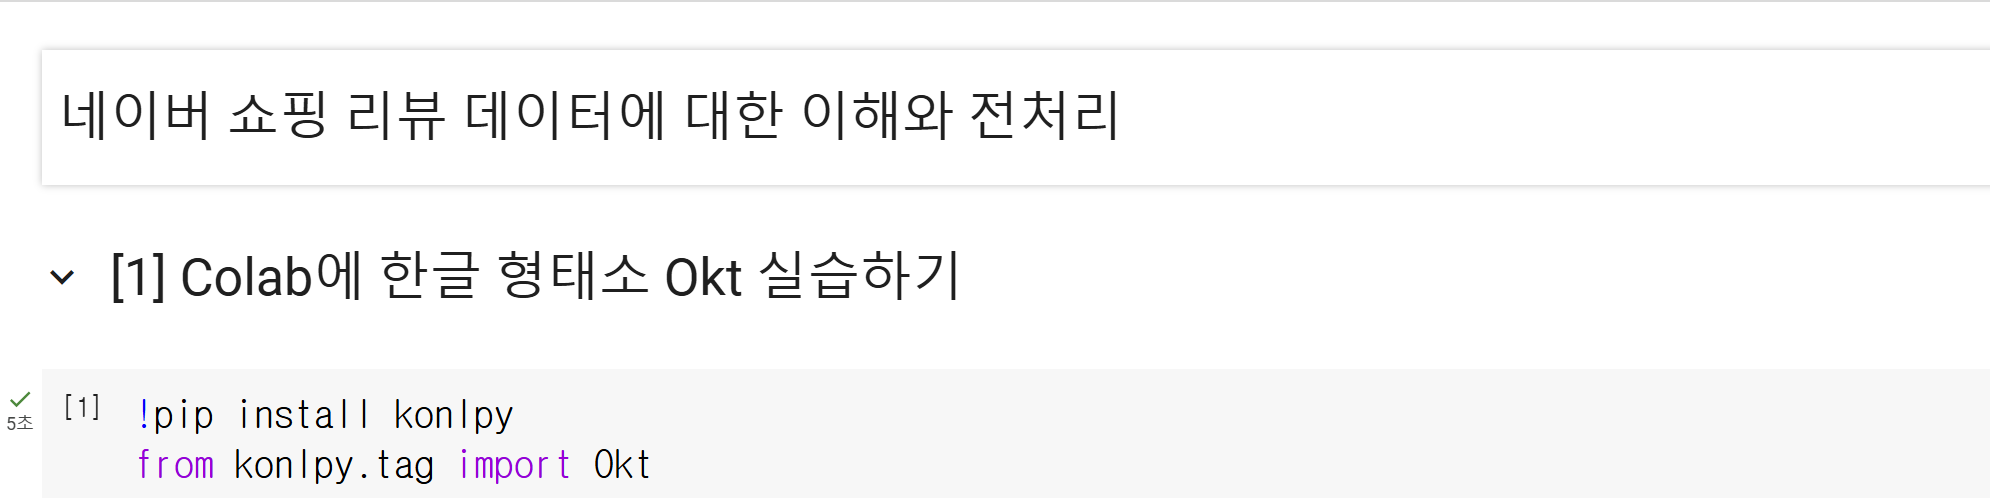 네이버 쇼핑 리뷰 데이터에 대한 이해와 전처리
[1] Colab에 한글 형태소 Okt 실습하기
[1] !pip install konlpy
5초
from konlpy.tag import Okt